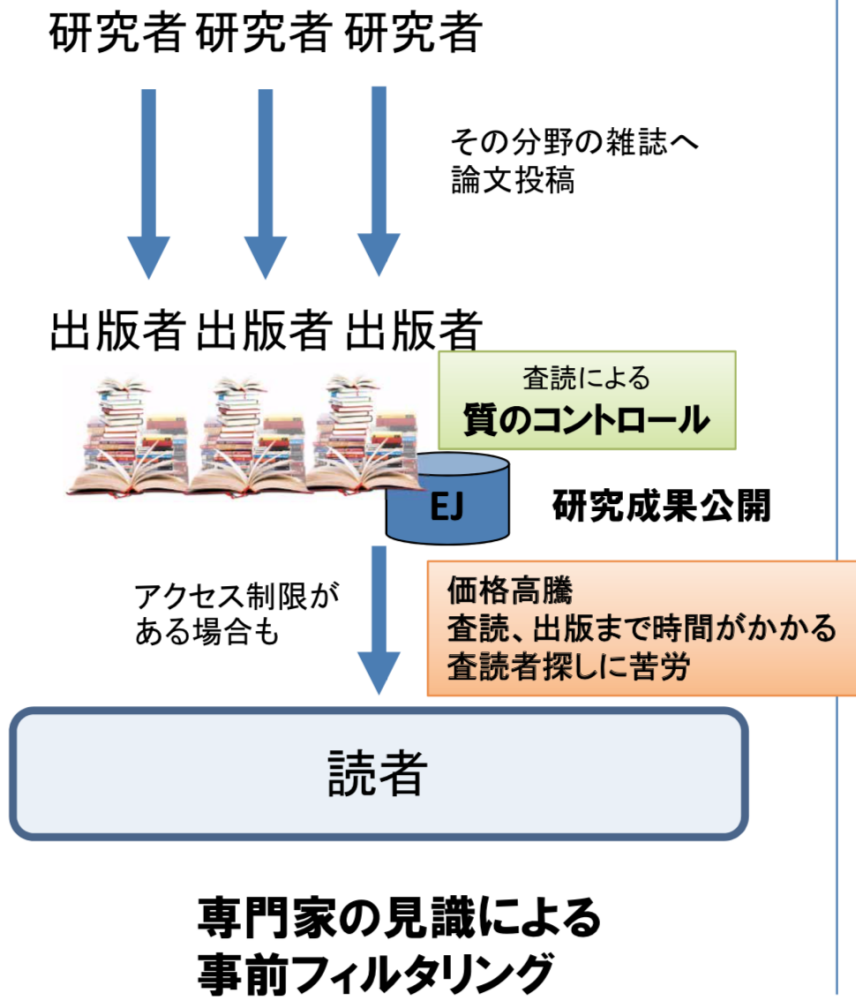 研究者 研究者 研究者
その分野の雑誌へ
論文投稿
出版者 出版者 出版者
査読による
質のコントロール
EJ
研究成果公開
アクセス制限が
ある場合も
価格高騰
査読、出版まで時間がかかる
査読者探しに苦労
読者
専門家の見識による
事前フィルタリング